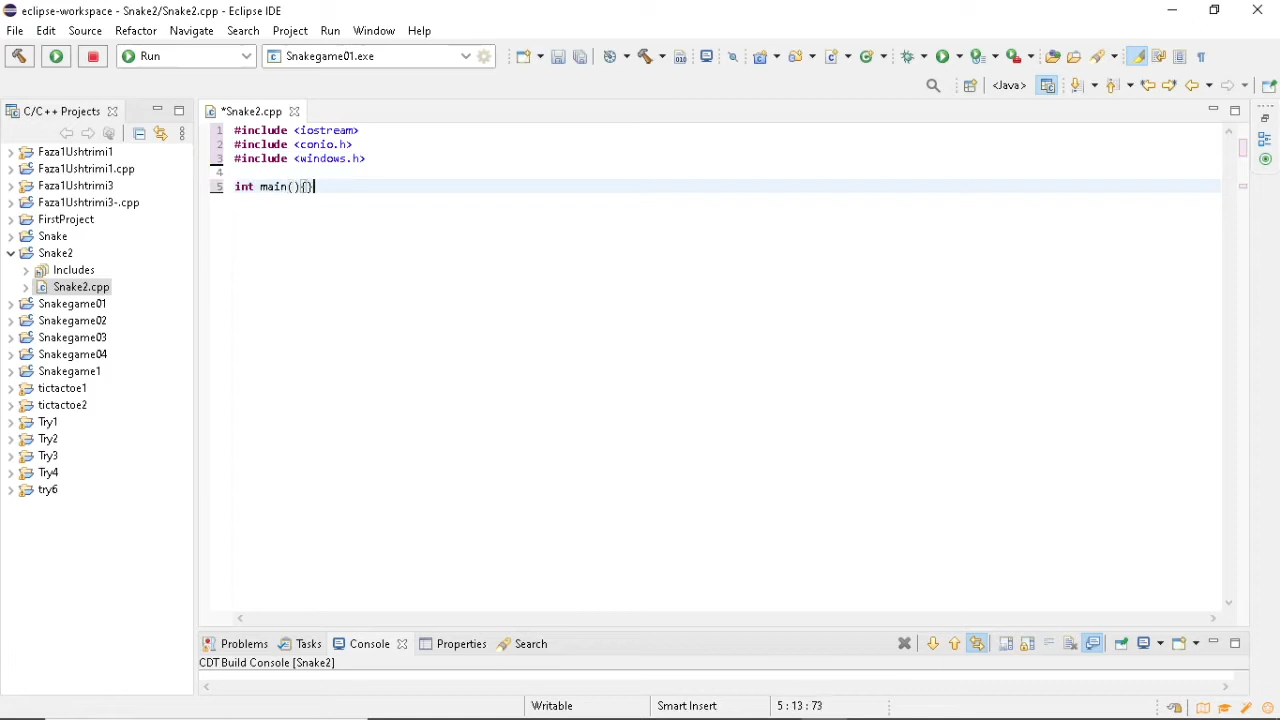 eclipse-workspace - Snake2/Snake2.cpp - Eclipse IDE
File Edit Source Refactor Navigate Search Project Run Window Help
Run Snakegame01.exe
<Java>
C/C++ Projects
*Snake2.cpp
Faza1Ushtrimi1
Faza1Ushtrimi1.cpp
Faza1Ushtrimi3
Faza1Ushtrimi3-.cpp
FirstProject
Snake
Snake2
Includes
Snake2.cpp
Snakegame01
Snakegame02
Snakegame03
Snakegame04
Snakegame1
tictactoe1
tictactoe2
Try1
Try2
Try3
Try4
try6
1 #include <iostream>
2 #include <conio.h>
3 #include <windows.h>
4
5 int main(){}
Problems Tasks Console Properties Search
CDT Build Console [Snake2]
Writable Smart Insert 5 : 13 : 73